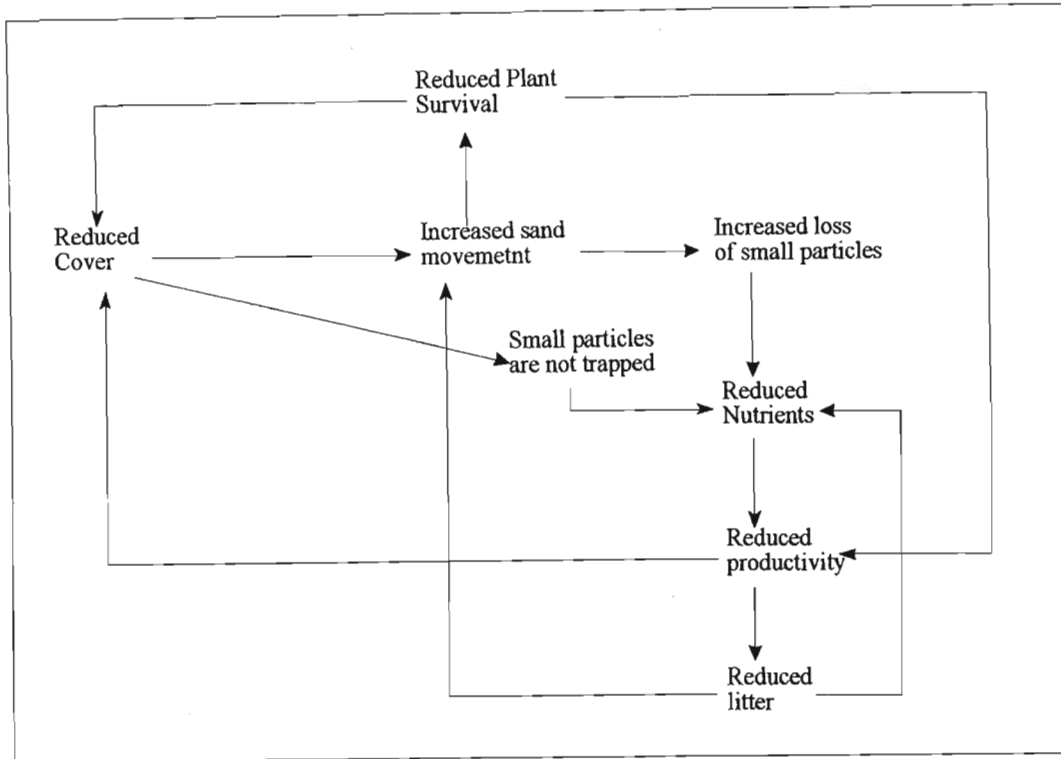 Reduced Plant
Survival
Reduced
Cover
Increased sand
movemetnt
Increased loss
of small particles
Small particles
are not trapped
Reduced
Nutrients
Reduced
productivity
Reduced
litter